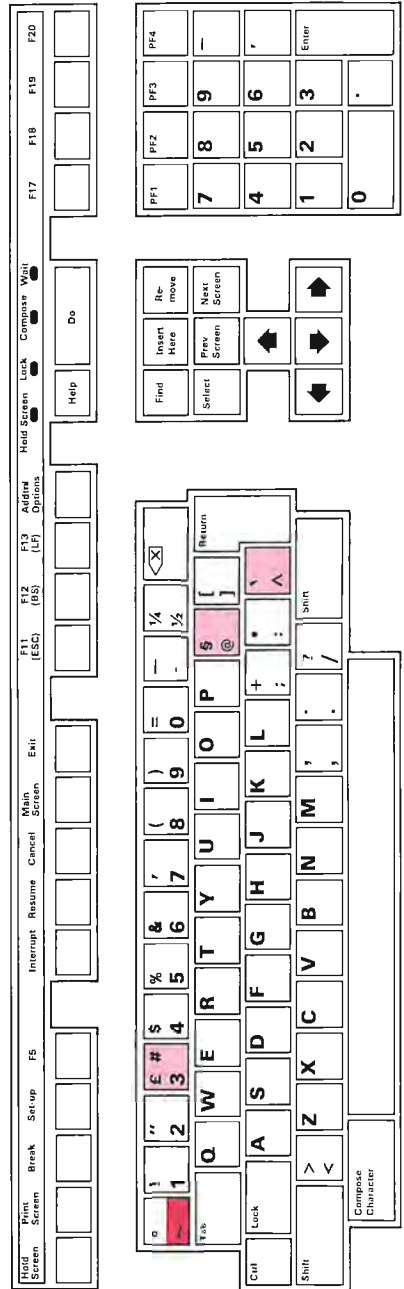 Hold Screen Print Screen Break Set-up F5 Interrupt Resume Cancel Main Screen Exit F11 (ESC) F12 (BS) F13 (LF) Addtnl Options Hold Screen Lock Compose Wait F17 F18 F19 F20
Help Do
! " £ # $ % & ' ( ) = — ¼
1 2 3 4 5 6 7 8 9 0 - ½
Tab Q W E R T Y U I O P § @ [ ] Return
Ctrl Lock A S D F G H J K L + ; * : ` ^
Shift > < Z X C V B N M , , . . ? / Shift
Compose Character
Find Insert Here Re-move
Select Prev Screen Next Screen
PF1 PF2 PF3 PF4
7 8 9 –
4 5 6 ,
1 2 3 Enter
0 .